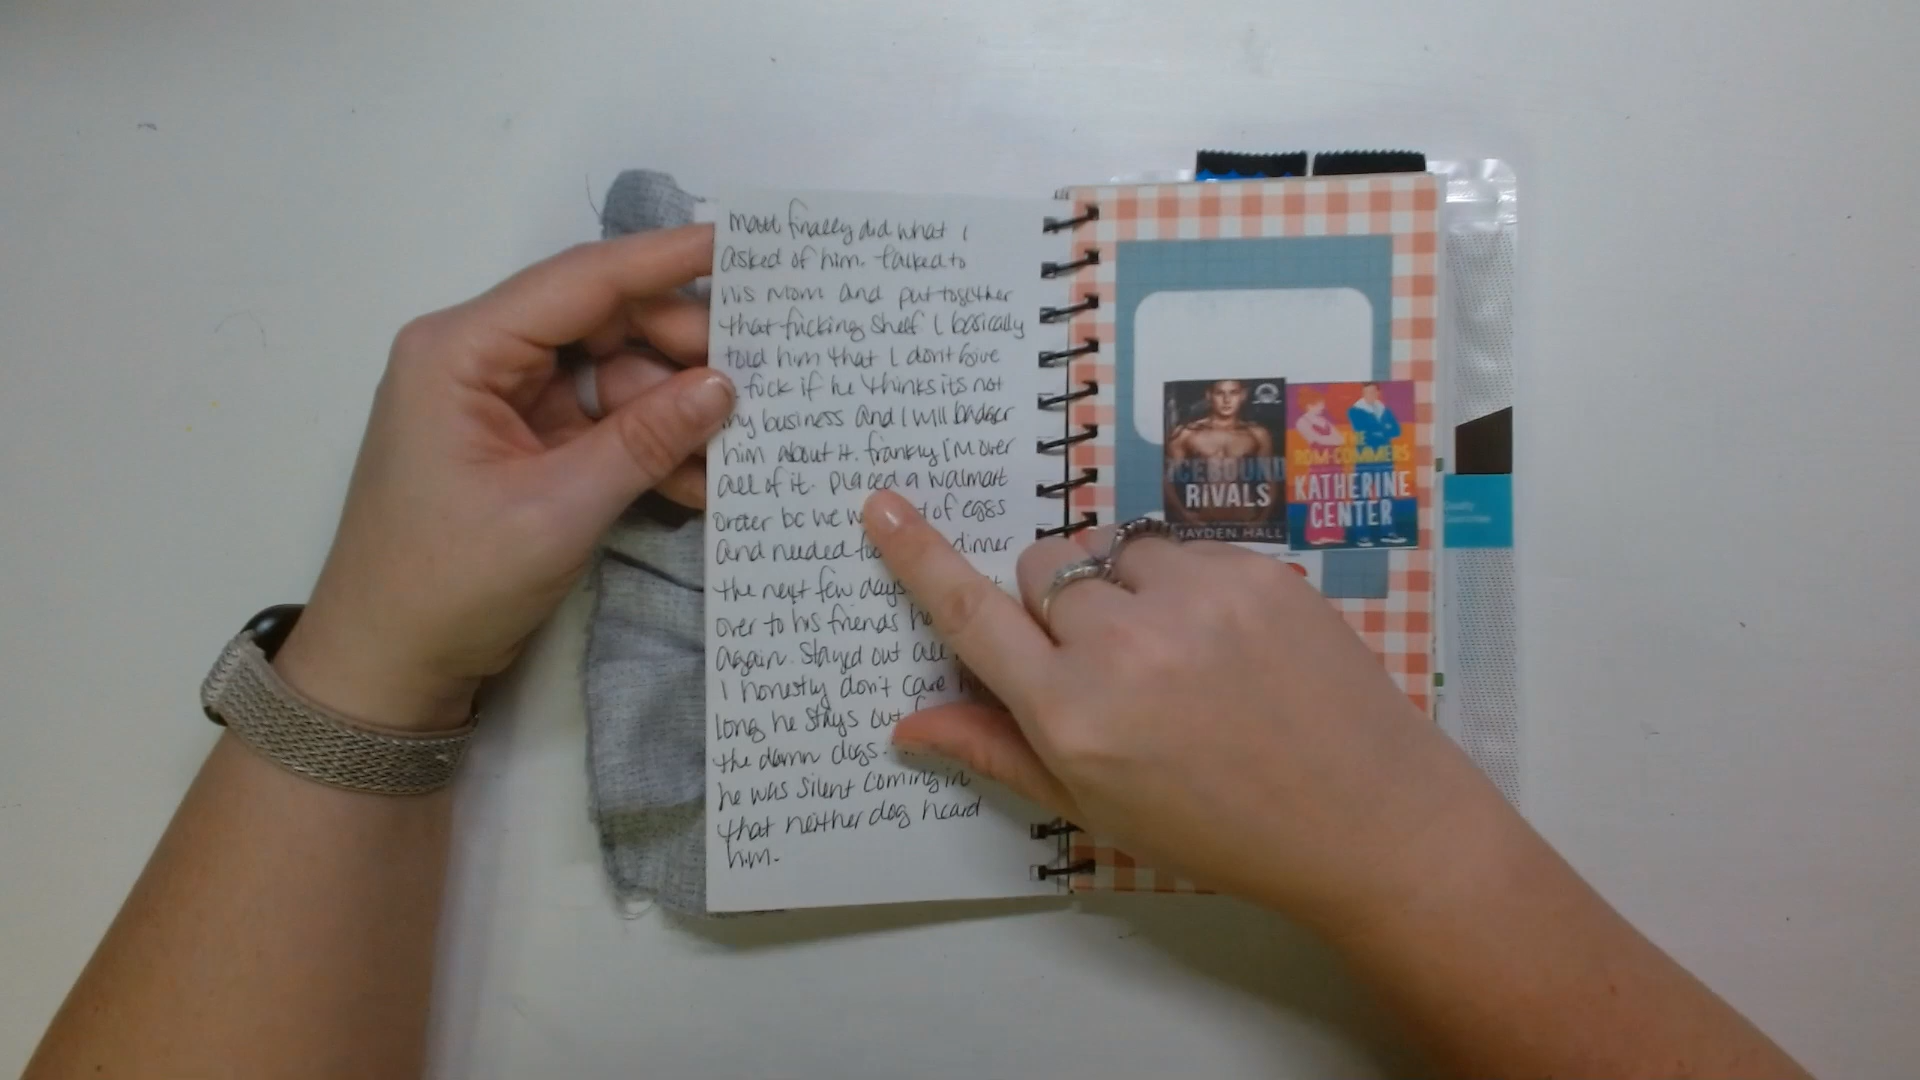 Matt finally did what I
asked of him. talked to
his mom and put together
that fucking shelf I basically
told him that I dont give
fuck if he thinks its not
my business and I will badger
him about it. frankly I'm over
all of it. placed a walmart
order bc we of eggs
and needed dinner
the next few days
over to his friends
again. Stayed out all
I honestly don't care
long he stays out
the damn dogs.
he was silent coming in
that neither dog heard
him.
ICEBOUND
RIVALS
HAYDEN HALL
THE
ROM-COMMERS
KATHERINE
CENTER